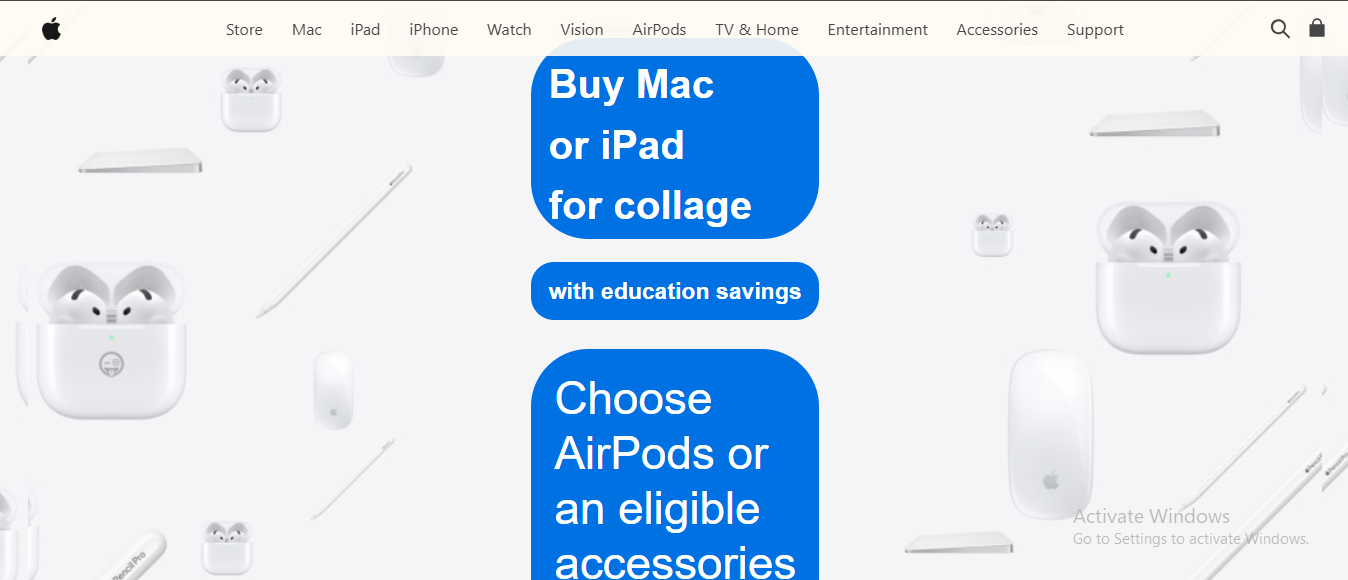 Store Mac iPad iPhone Watch Vision AirPods TV & Home Entertainment Accessories Support
Buy Mac
or iPad
for collage
with education savings
Choose
AirPods or
an eligible
accessories
Pencil Pro
Activate Windows
Go to Settings to activate Windows.